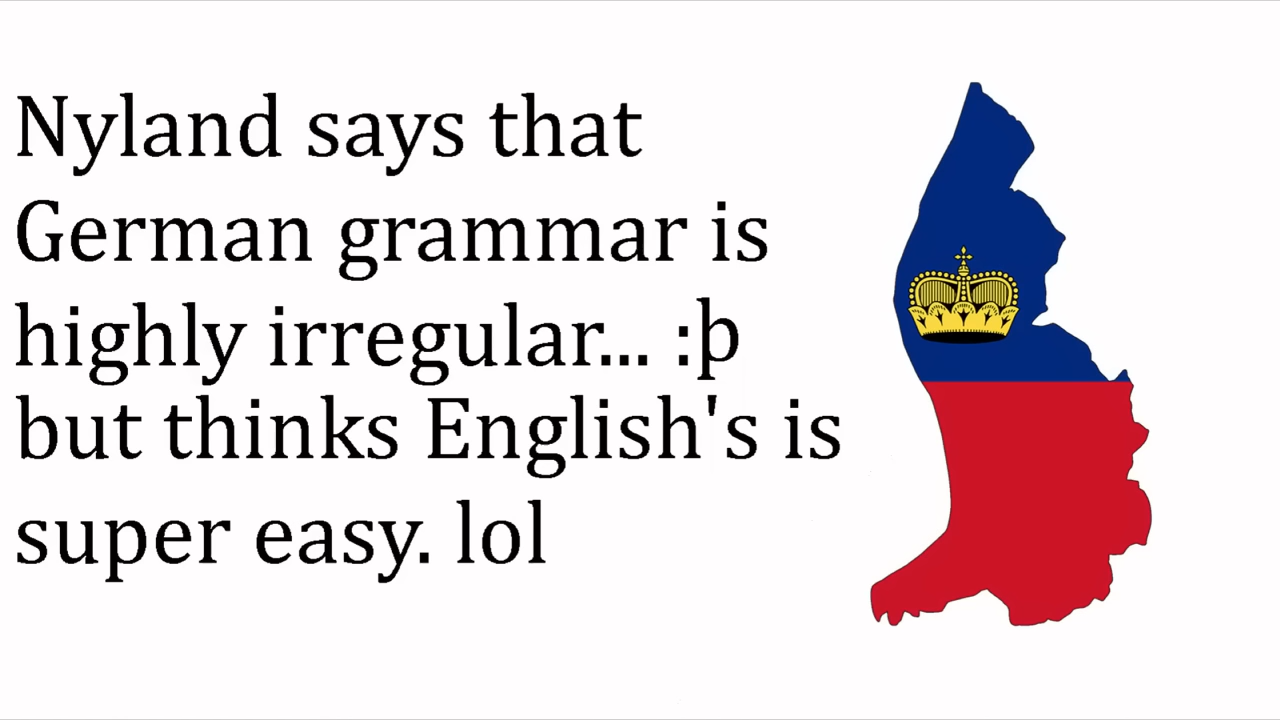 Nyland says that
German grammar is
highly irregular... :þ
but thinks English's is
super easy. lol